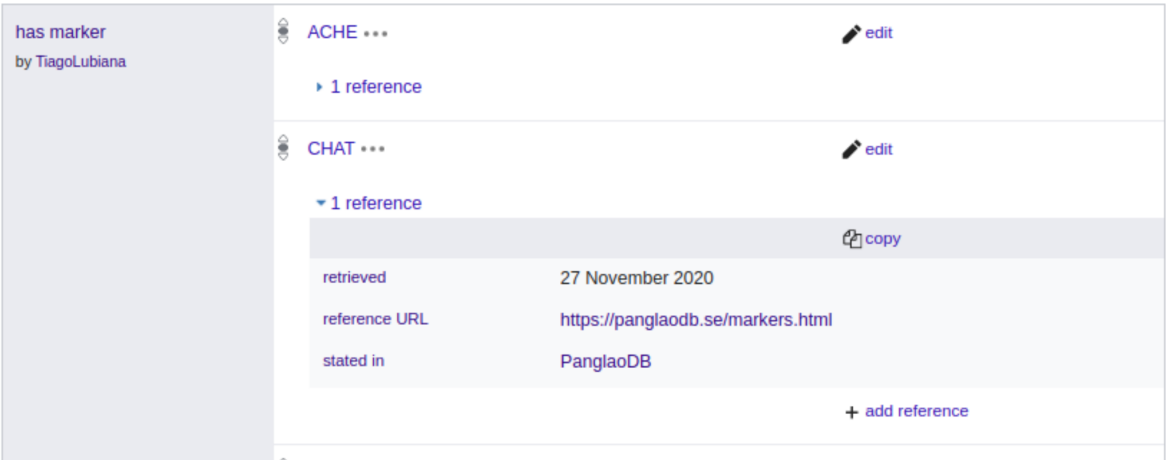 has marker
by TiagoLubiana
ACHE •••
edit
1 reference
CHAT •••
edit
1 reference
copy
retrieved 27 November 2020
reference URL https://panglaodb.se/markers.html
stated in PanglaoDB
+ add reference